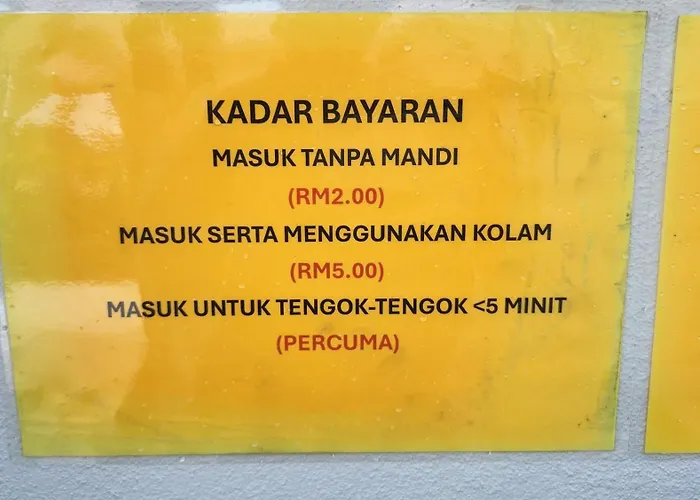 KADAR BAYARAN
MASUK TANPA MANDI
(RM2.00)
MASUK SERTA MENGGUNAKAN KOLAM
(RM5.00)
MASUK UNTUK TENGOK-TENGOK <5 MINIT
(PERCUMA)